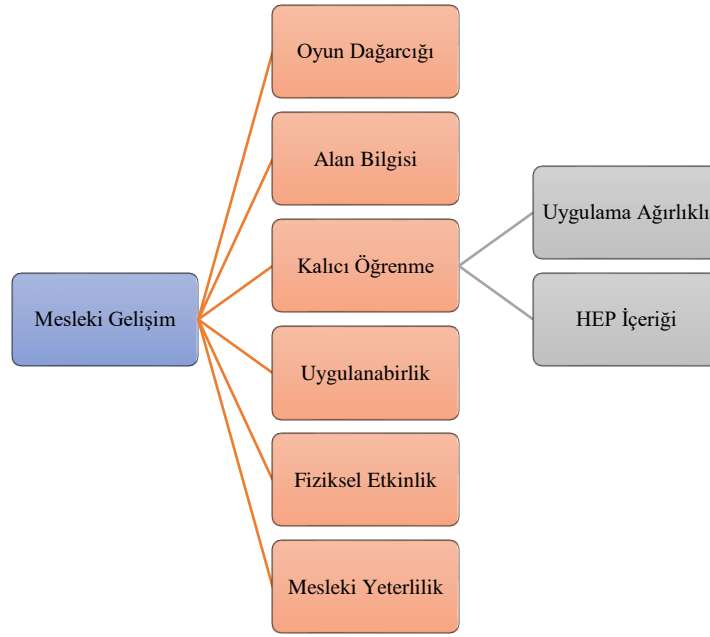 Oyun Dağarcığı
Alan Bilgisi
Uygulama Ağırlıklı
Kalıcı Öğrenme
Mesleki Gelişim
HEP İçeriği
Uygulanabirlik
Fiziksel Etkinlik
Mesleki Yeterlilik